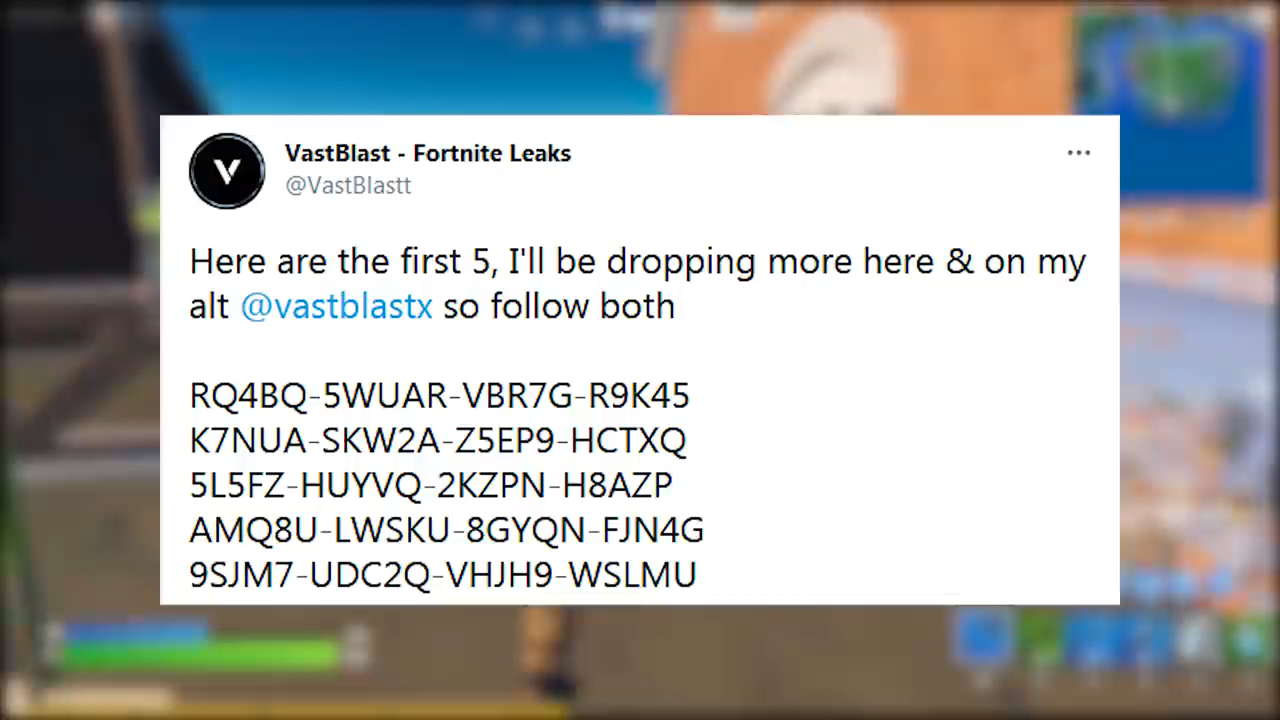 VastBlast - Fortnite Leaks
@VastBlastt
Here are the first 5, I'll be dropping more here & on my
alt @vastblastx so follow both
RQ4BQ-5WUAR-VBR7G-R9K45
K7NUA-SKW2A-Z5EP9-HCTXQ
5L5FZ-HUYVQ-2KZPN-H8AZP
AMQ8U-LWSKU-8GYQN-FJN4G
9SJM7-UDC2Q-VHJH9-WSLMU